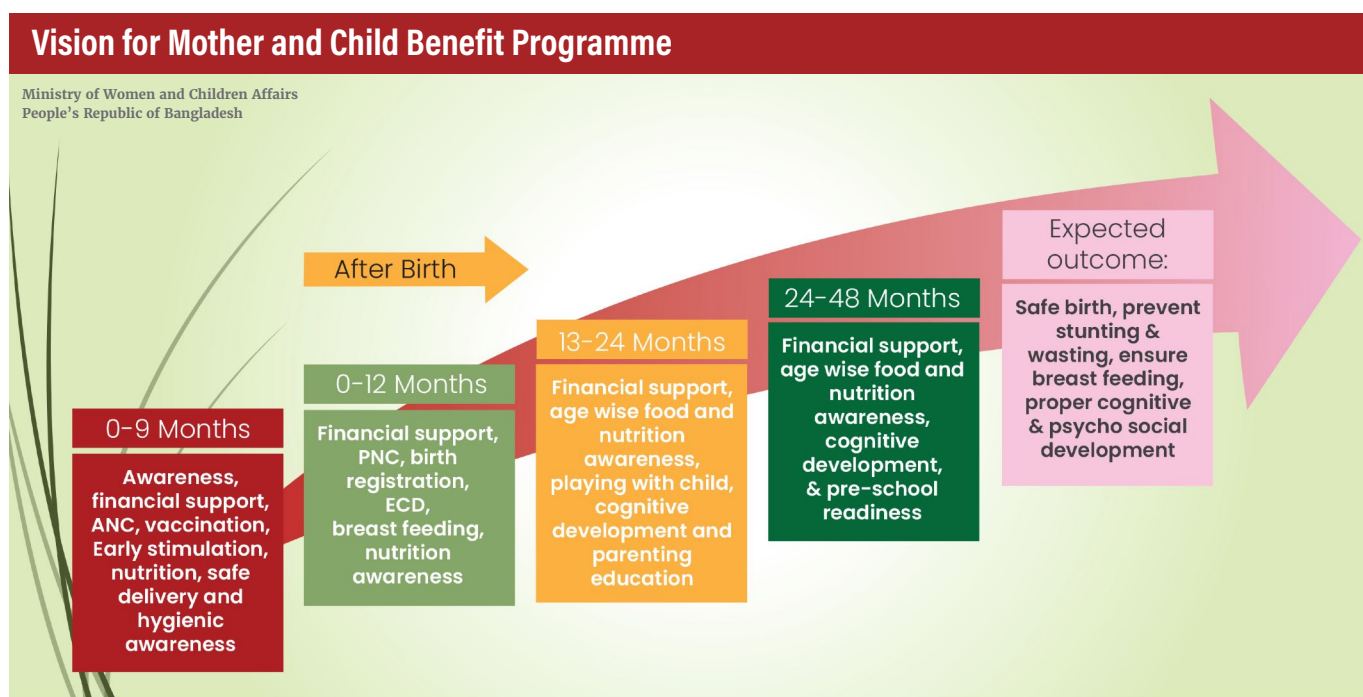 Vision for Mother and Child Benefit Programme
Ministry of Women and Children Affairs
People’s Republic of Bangladesh
0-9 Months
Awareness,
financial support,
ANC, vaccination,
Early stimulation,
nutrition, safe
delivery and
hygienic
awareness
After Birth
0-12 Months
Financial support,
PNC, birth
registration,
ECD,
breast feeding,
nutrition
awareness
13-24 Months
Financial support,
age wise food and
nutrition
awareness,
playing with child,
cognitive
development and
parenting
education
24-48 Months
Financial support,
age wise food and
nutrition
awareness,
cognitive
development,
& pre-school
readiness
Expected
outcome:
Safe birth, prevent
stunting &
wasting, ensure
breast feeding,
proper cognitive
& psycho social
development